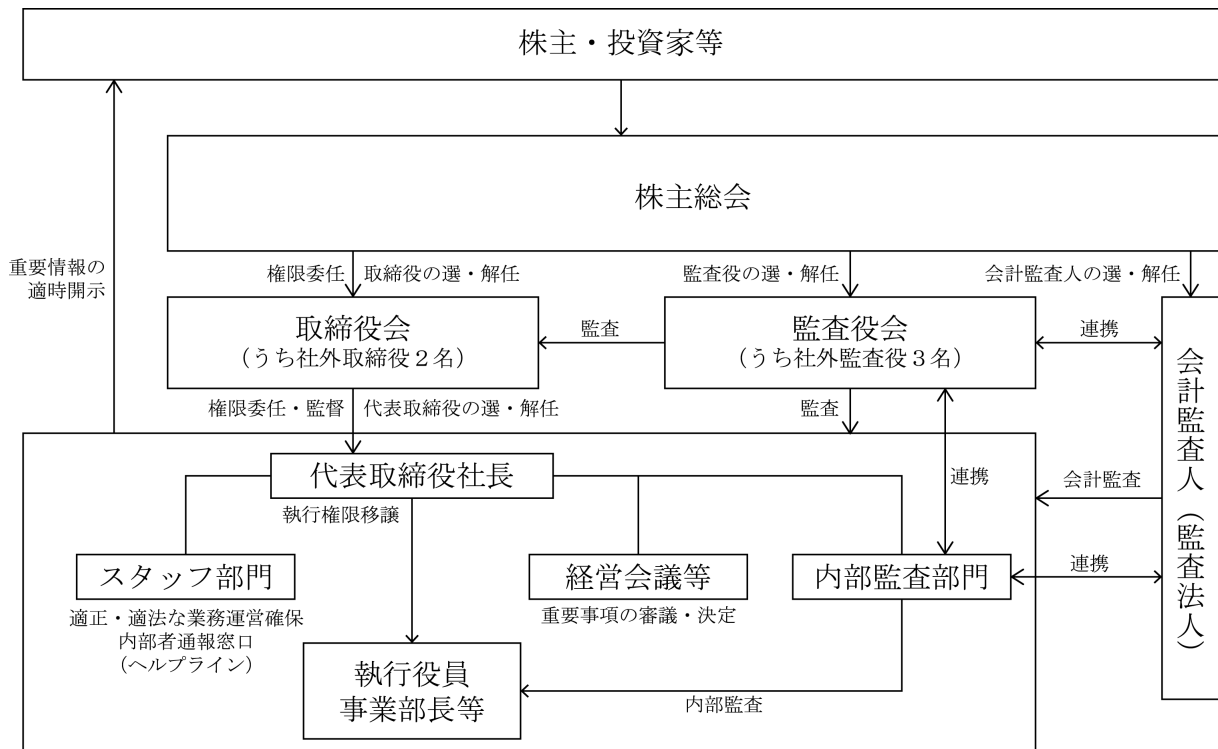 株主・投資家等
株主総会
重要情報の
適時開示
権限委任
取締役の選・解任
監査役の選・解任
会計監査人の選・解任
取締役会
（うち社外取締役２名）
監査
監査役会
（うち社外監査役３名）
連携
会計監査人（監査法人）
権限委任・監督
代表取締役の選・解任
監査
代表取締役社長
執行権限移譲
連携
会計監査
スタッフ部門
適正・適法な業務運営確保
内部者通報窓口
（ヘルプライン）
経営会議等
重要事項の審議・決定
内部監査部門
連携
執行役員
事業部長等
内部監査